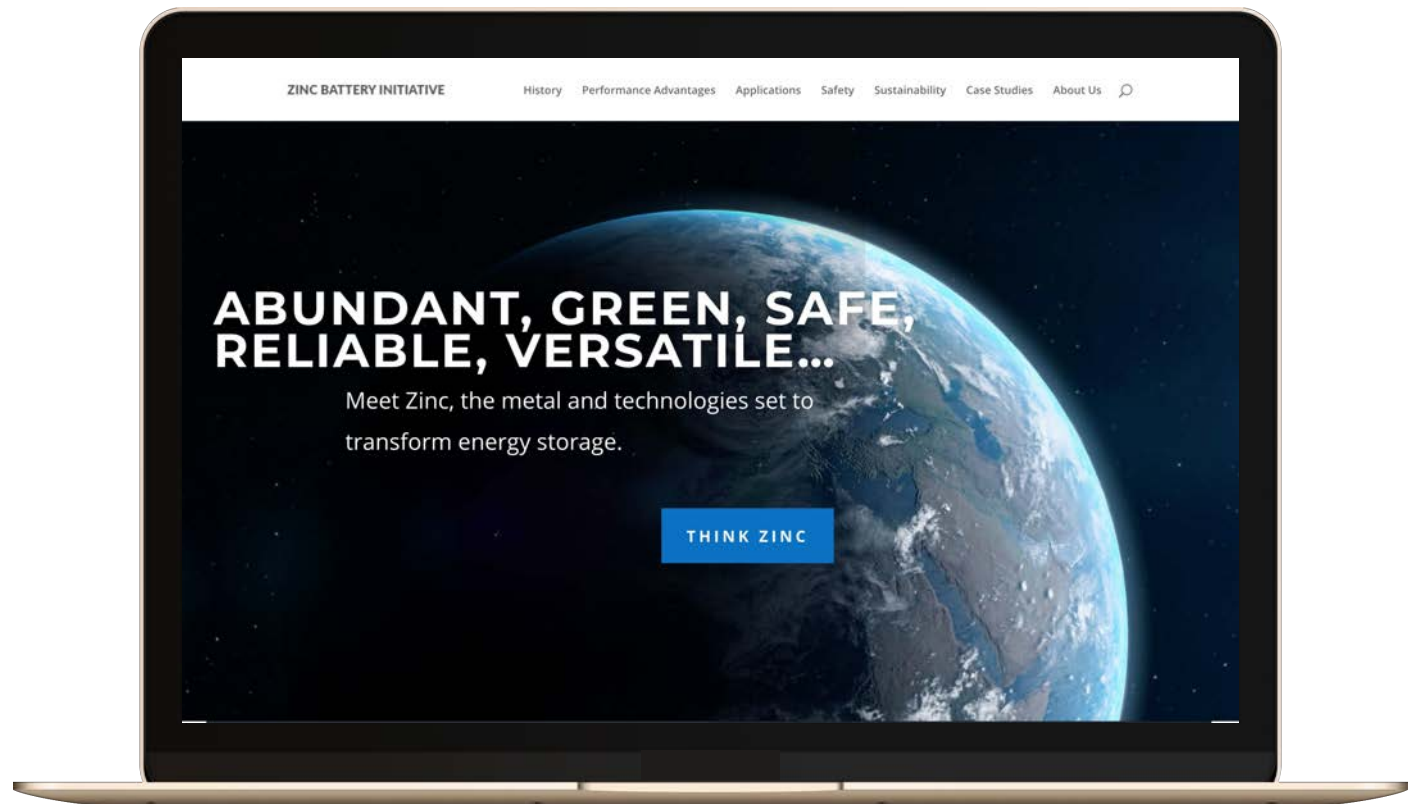 ZINC BATTERY INITIATIVE
History Performance Advantages Applications Safety Sustainability Case Studies About Us
ABUNDANT, GREEN, SAFE,
RELIABLE, VERSATILE...
Meet Zinc, the metal and technologies set to
transform energy storage.
THINK ZINC